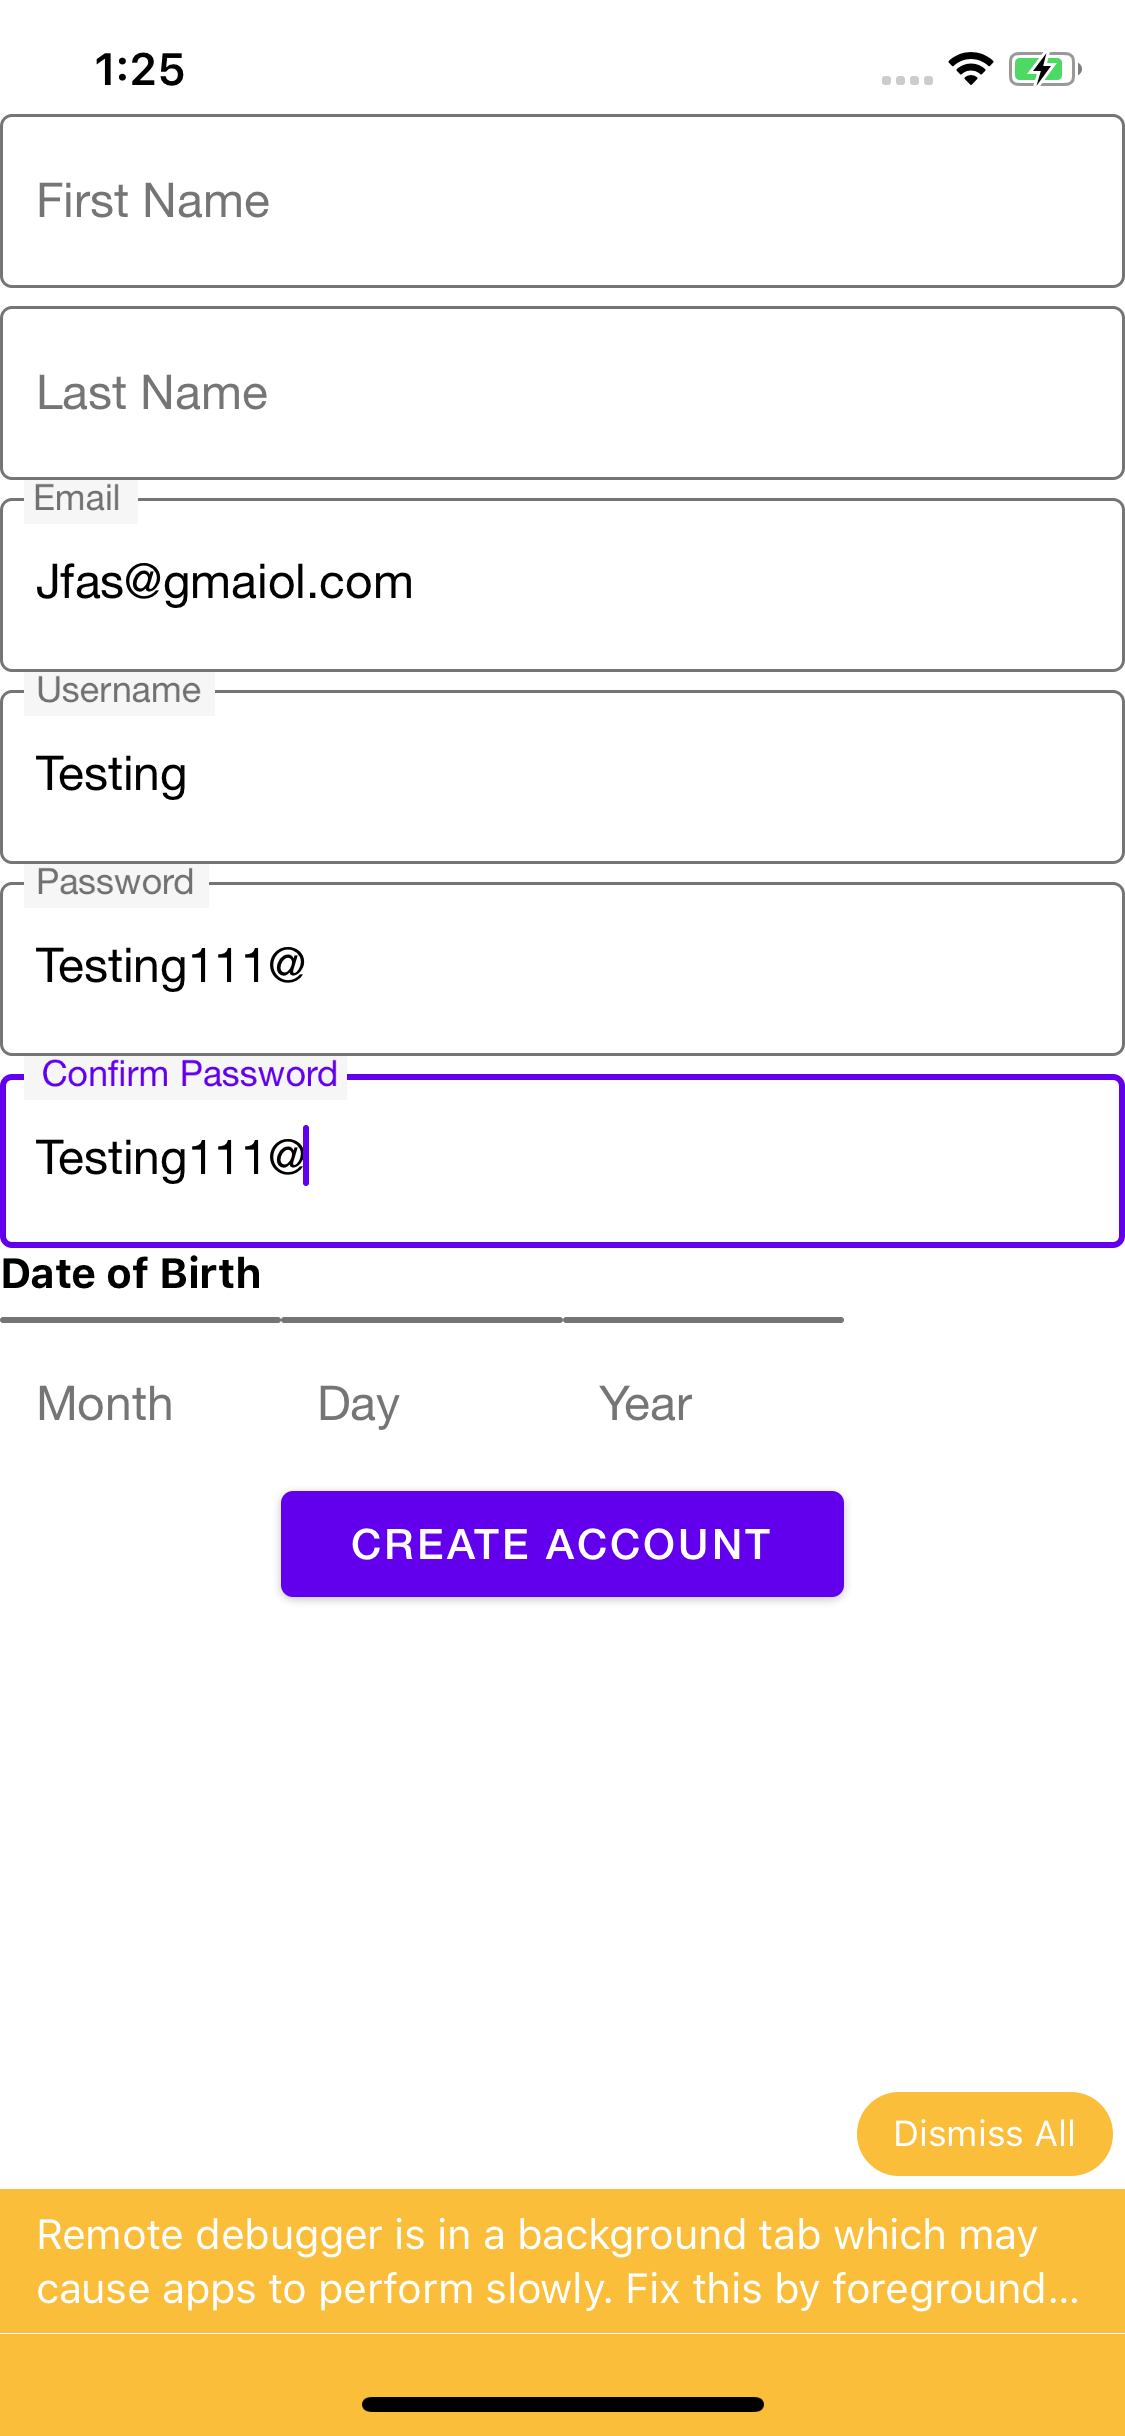 1:25
First Name
Last Name
Email
Jfas@gmaiol.com
Username
Testing
Password
Testing111@
Confirm Password
Testing111@
Date of Birth
Month Day Year
CREATE ACCOUNT
Dismiss All
Remote debugger is in a background tab which may
cause apps to perform slowly. Fix this by foreground...